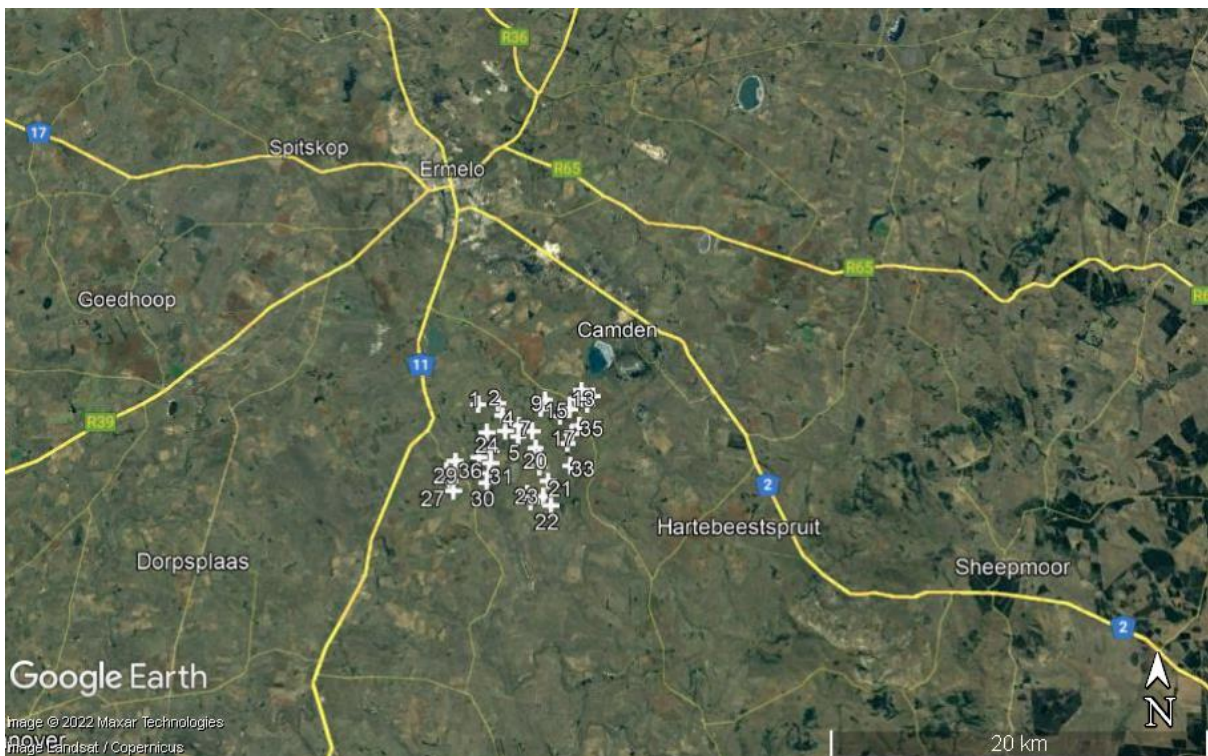 R36
17
Spitskop
Ermelo
R65
R65
Goedhoop
Camden
11
R39
1 2 9 13
4 15
7 35
24 5 17
20
29 36 31 33
27 30 23 21
22
2
Hartebeestspruit
Dorpsplaas
Sheepmoor
2
Google Earth
Image © 2022 Maxar Technologies
Image Landsat / Copernicus
N
20 km